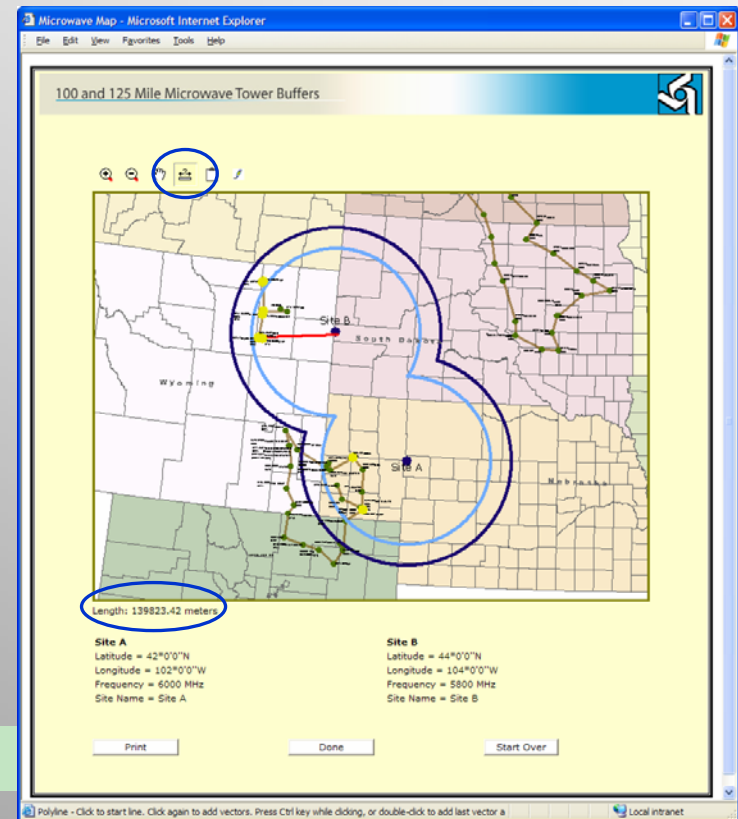 Microwave Map - Microsoft Internet Explorer
File Edit View Favorites Tools Help
100 and 125 Mile Microwave Tower Buffers
Site B
South Dakota
Wyoming
Site A
Nebraska
Length: 139823.42 meters
Site A Site B
Latitude = 42°0'0"N Latitude = 44°0'0"N
Longitude = 102°0'0"W Longitude = 104°0'0"W
Frequency = 6000 MHz Frequency = 5800 MHz
Site Name = Site A Site Name = Site B
Print Done Start Over
Polyline - Click to start line. Click again to add vectors. Press Ctrl key while clicking, or double-click to add last vector a Local intranet